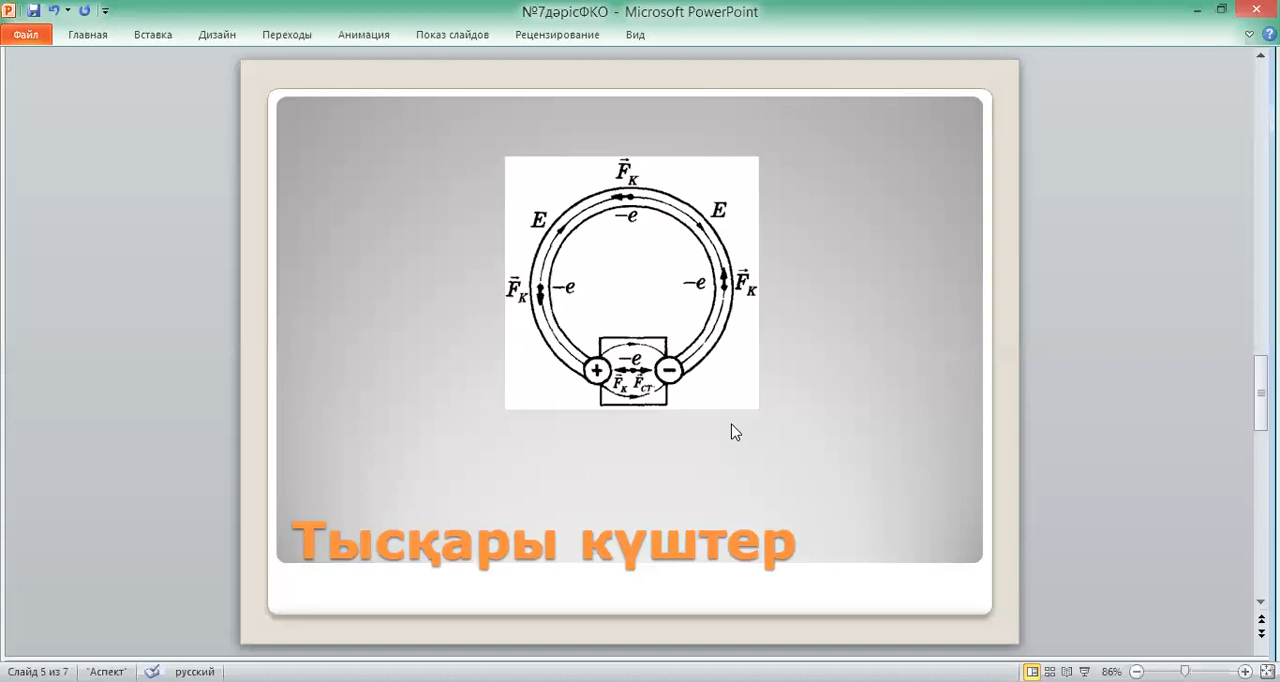 №7дәрісФКО - Microsoft PowerPoint
Файл Главная Вставка Дизайн Переходы Анимация Показ слайдов Рецензирование Вид
F⃗к
E −e E
F⃗к −e −e F⃗к
−e
+ −
F⃗к F⃗ст
Тысқары күштер
Слайд 5 из 7 "Аспект" русский 86%